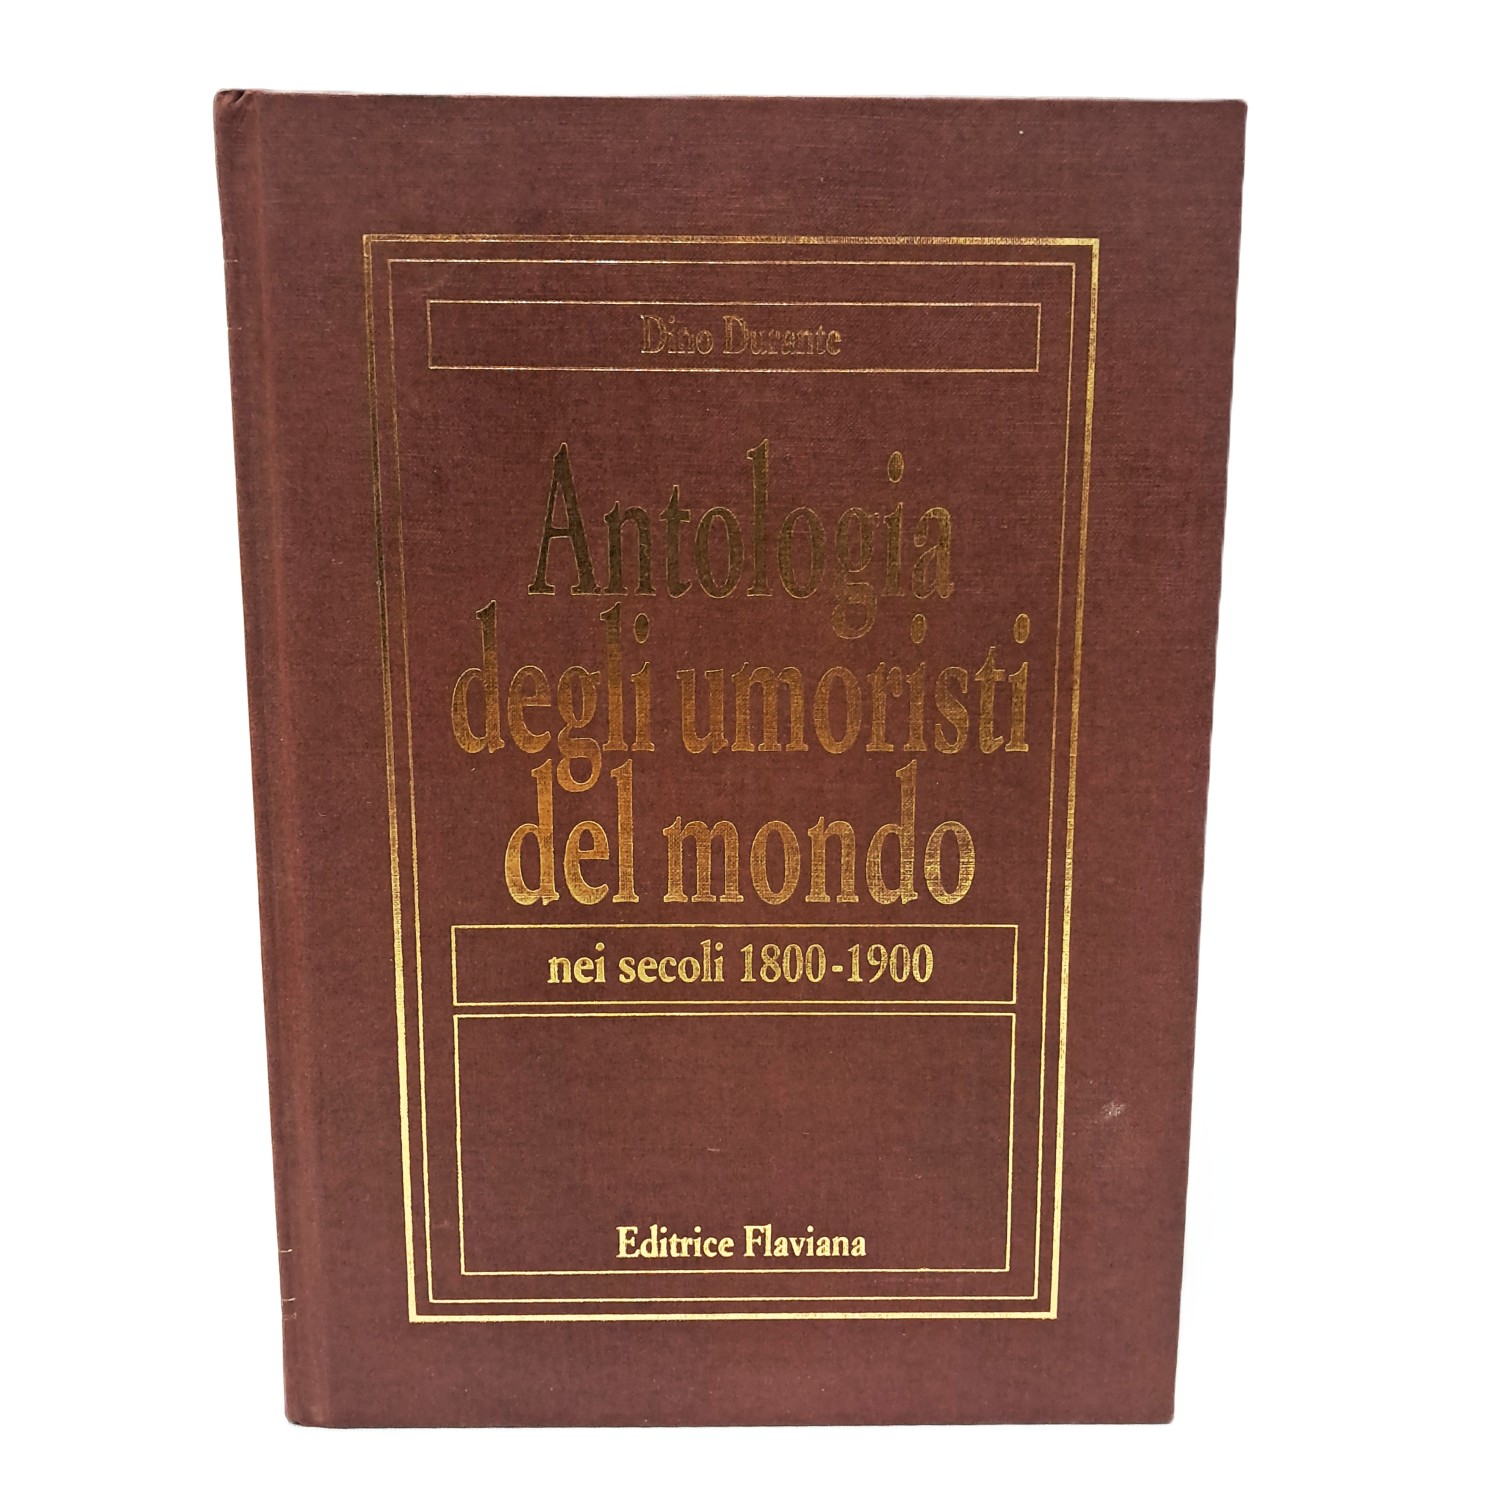 Dino Durante
Antologia
degli umoristi
del mondo
nei secoli 1800-1900
Editrice Flaviana